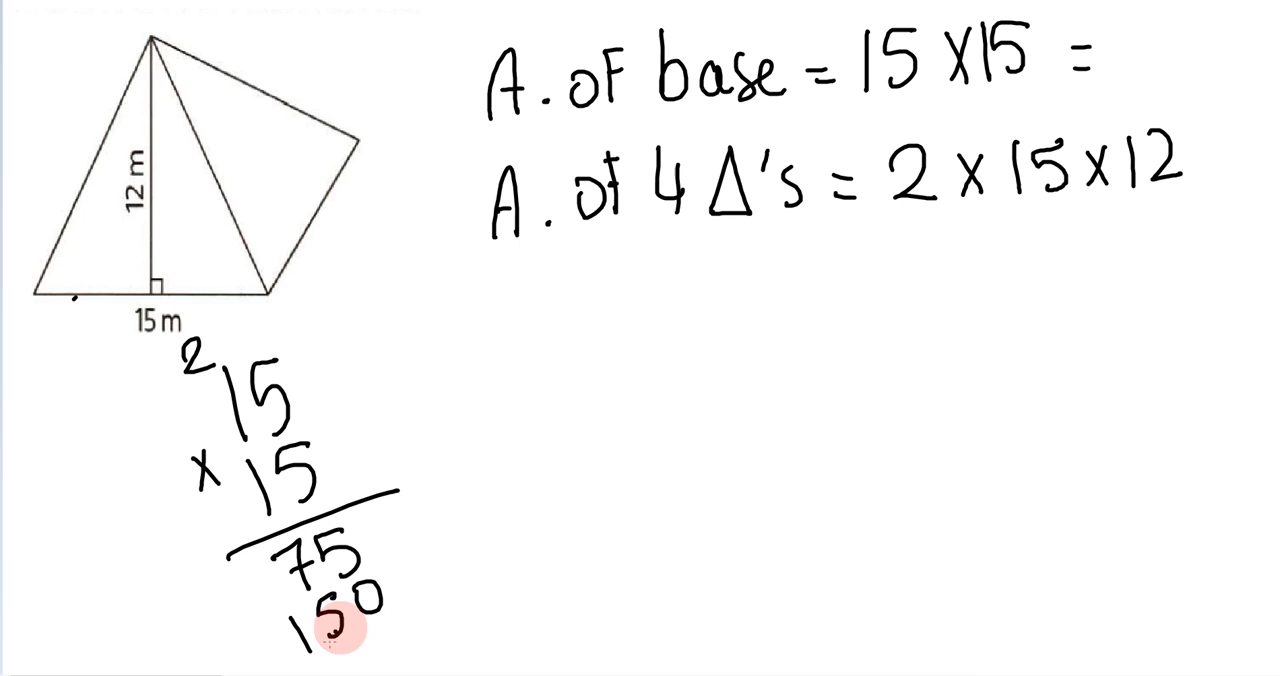 A. of base = 15 x 15 =
A. of 4 Δ's = 2 x 15 x 12
12 m
15 m
2
15
x 15
75
150